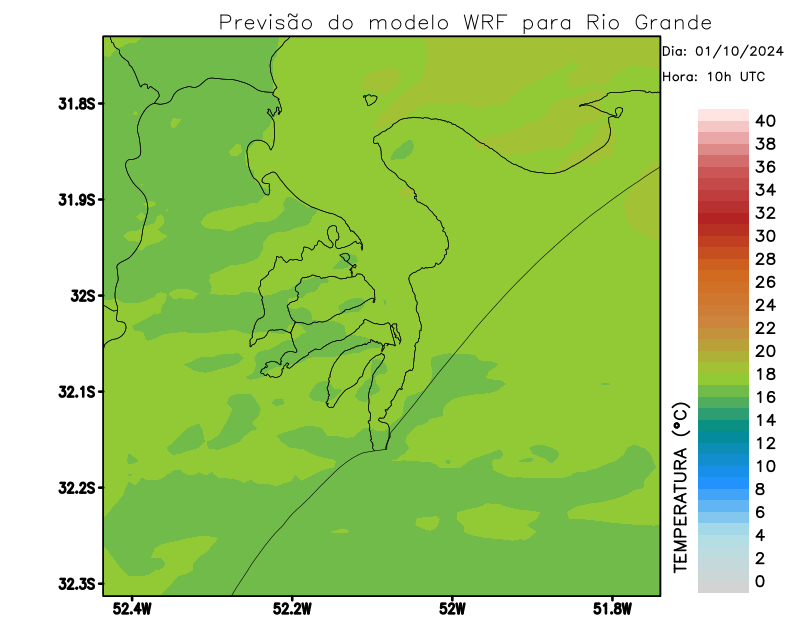 Previsão do modelo WRF para Rio Grande
Dia: 01/10/2024
Hora: 10h UTC
31.8S
31.9S
32S
32.1S
32.2S
32.3S
52.4W
52.2W
52W
51.8W
TEMPERATURA (°C)
40
38
36
34
32
30
28
26
24
22
20
18
16
14
12
10
8
6
4
2
0